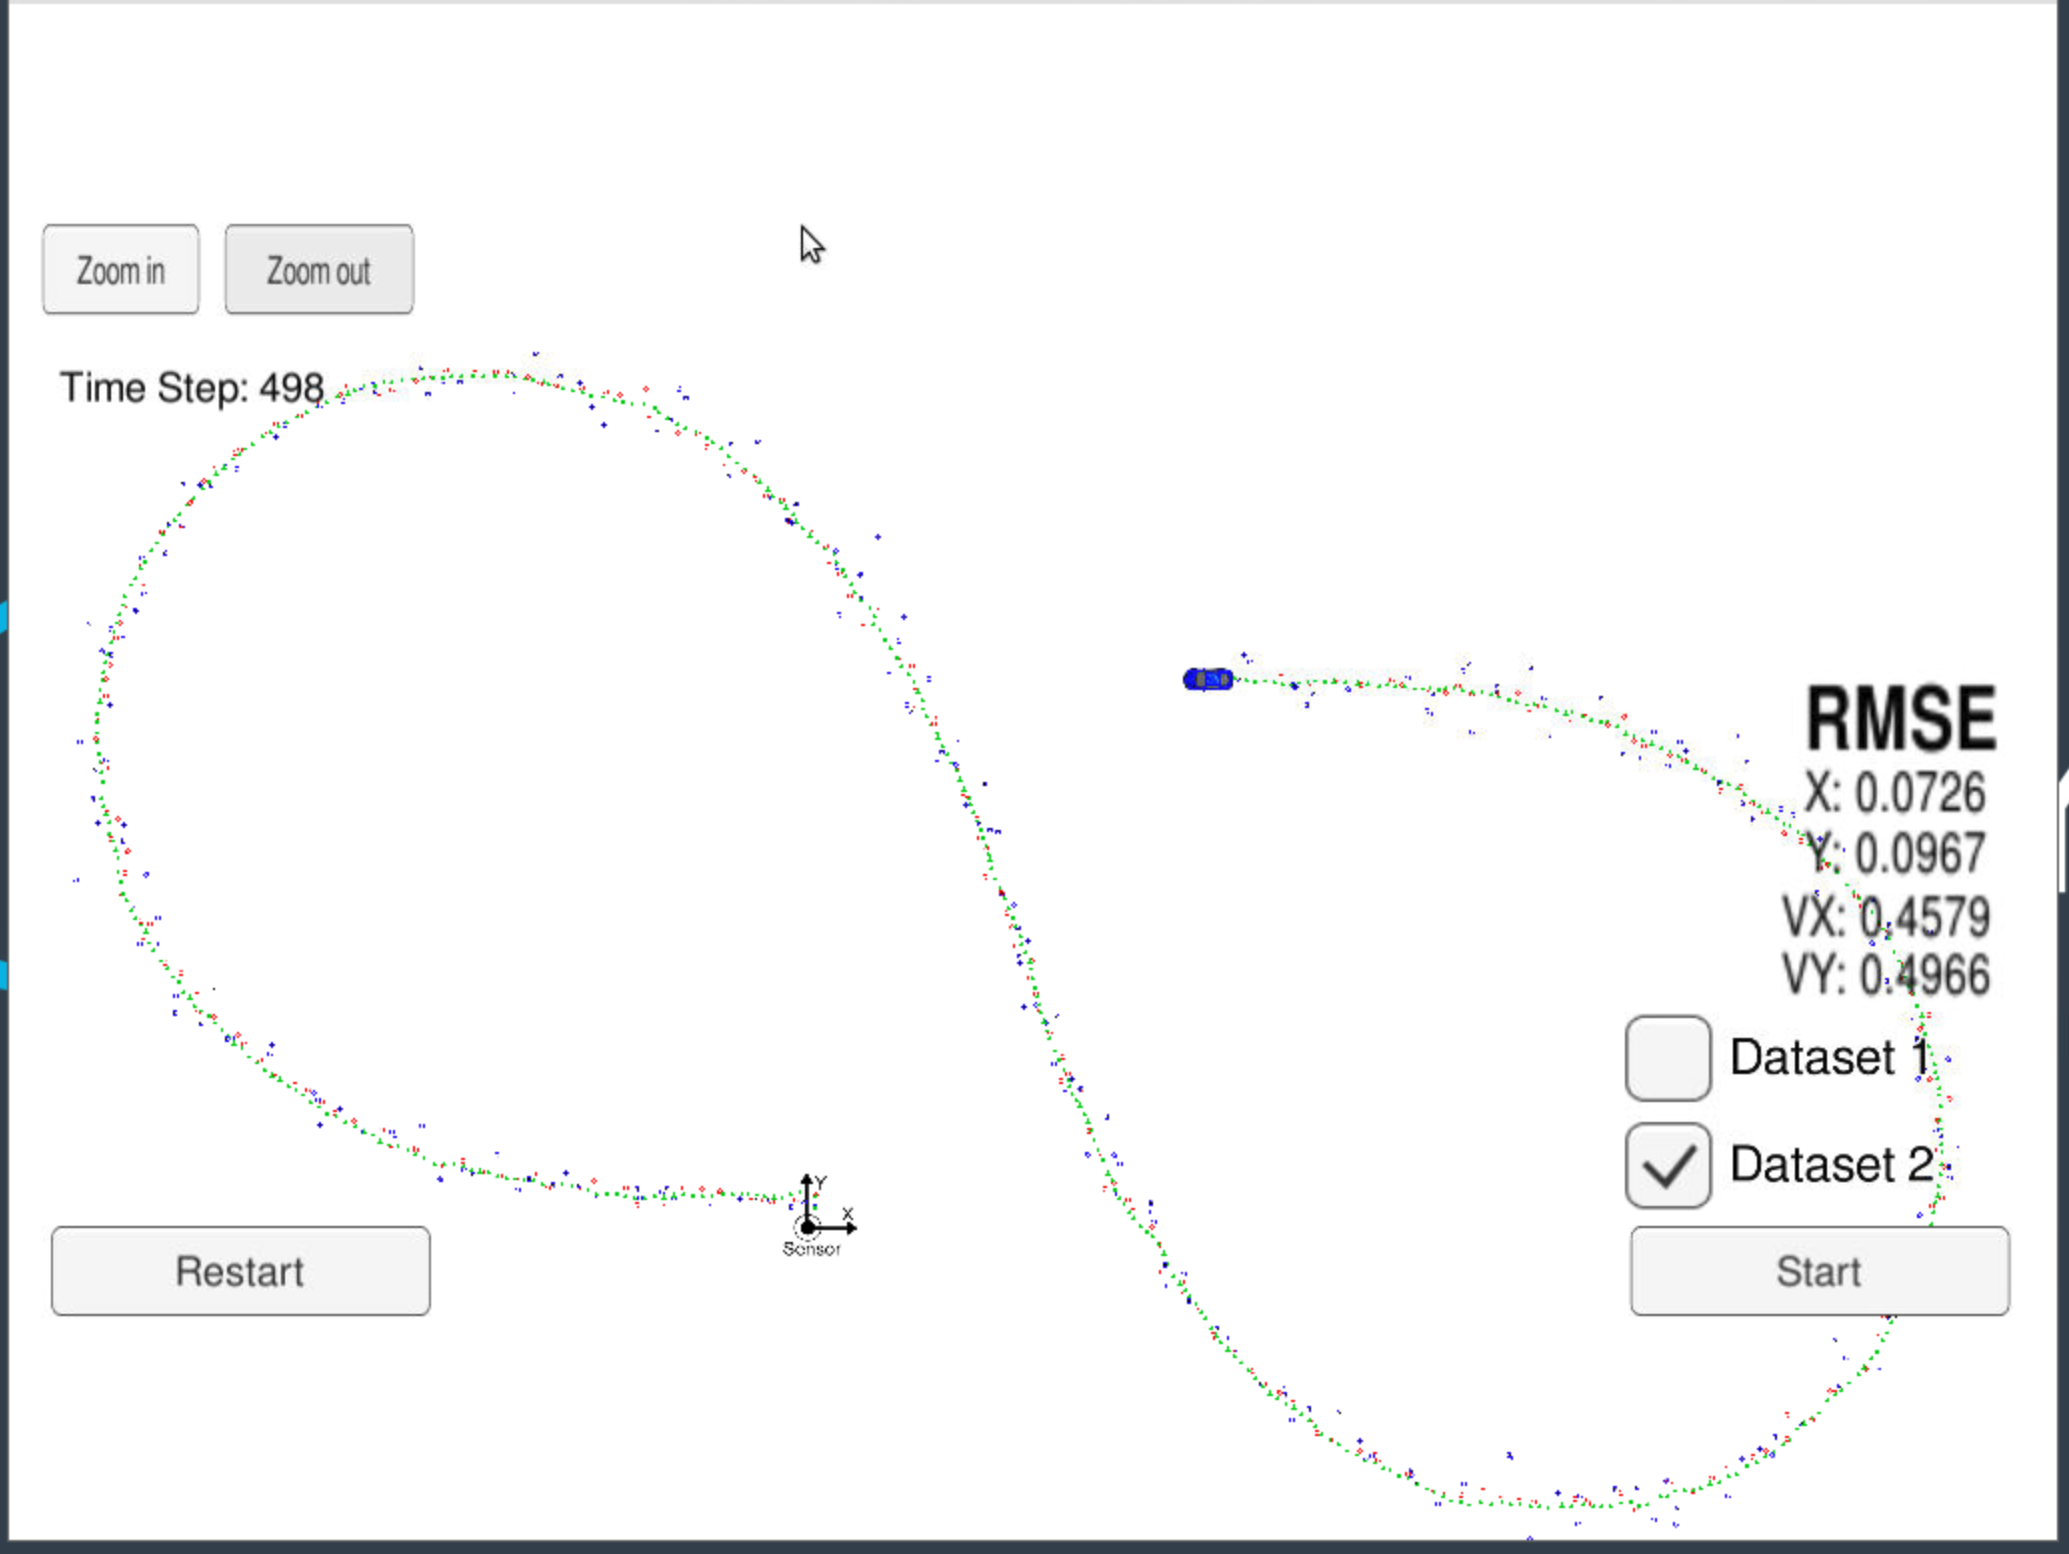 Zoom in
Zoom out
Time Step: 498
RMSE
X: 0.0726
Y: 0.0967
VX: 0.4579
VY: 0.4966
Dataset 1
Dataset 2
Y
X
Sensor
Restart
Start